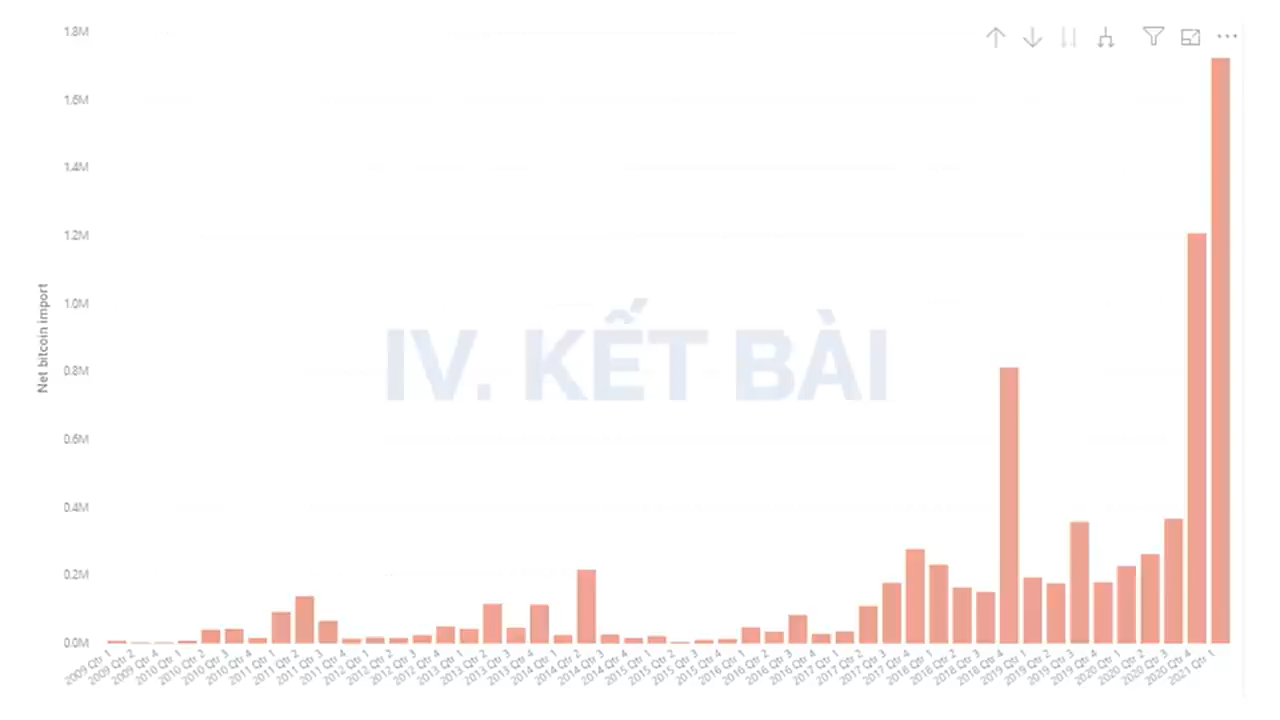 1.8M
1.6M
1.4M
1.2M
1.0M
0.8M
0.6M
0.4M
0.2M
0.0M
Net bitcoin import
IV. KẾT BÀI
2009 Qtr 1
2009 Qtr 2
2009 Qtr 4
2010 Qtr 1
2010 Qtr 2
2010 Qtr 3
2010 Qtr 4
2011 Qtr 1
2011 Qtr 2
2011 Qtr 3
2011 Qtr 4
2012 Qtr 1
2012 Qtr 2
2012 Qtr 3
2012 Qtr 4
2013 Qtr 1
2013 Qtr 2
2013 Qtr 3
2013 Qtr 4
2014 Qtr 1
2014 Qtr 2
2014 Qtr 3
2014 Qtr 4
2015 Qtr 1
2015 Qtr 2
2015 Qtr 3
2015 Qtr 4
2016 Qtr 1
2016 Qtr 2
2016 Qtr 3
2016 Qtr 4
2017 Qtr 1
2017 Qtr 2
2017 Qtr 3
2017 Qtr 4
2018 Qtr 1
2018 Qtr 2
2018 Qtr 3
2018 Qtr 4
2019 Qtr 1
2019 Qtr 2
2019 Qtr 3
2019 Qtr 4
2020 Qtr 1
2020 Qtr 2
2020 Qtr 3
2020 Qtr 4
2021 Qtr 1